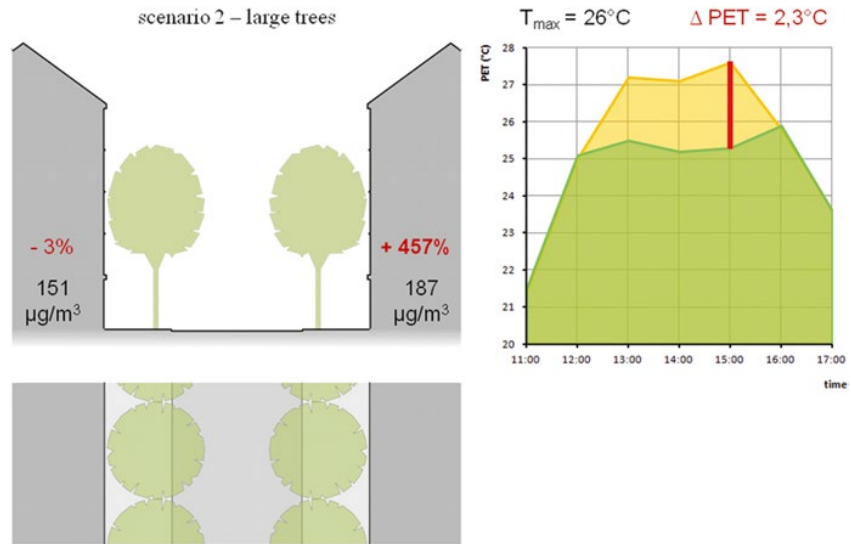 scenario 2 – large trees
- 3%
151
µg/m³
+ 457%
187
µg/m³
Tmax = 26°C
Δ PET = 2,3°C
PET (°C)
28
27
26
25
24
23
22
21
20
11:00 12:00 13:00 14:00 15:00 16:00 17:00
time